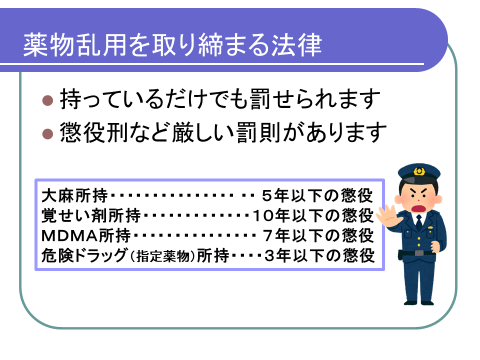 薬物乱用を取り締まる法律
●持っているだけでも罰せられます
●懲役刑など厳しい罰則があります
大麻所持・・・・・・・・・・・・・・ ・・ 5年以下の懲役
覚せい剤所持・・・・・・・・・・・・・10年以下の懲役
MDMA所持・・・・・・・・・・・・・・・ 7年以下の懲役
危険ドラッグ(指定薬物)所持・・・・3年以下の懲役